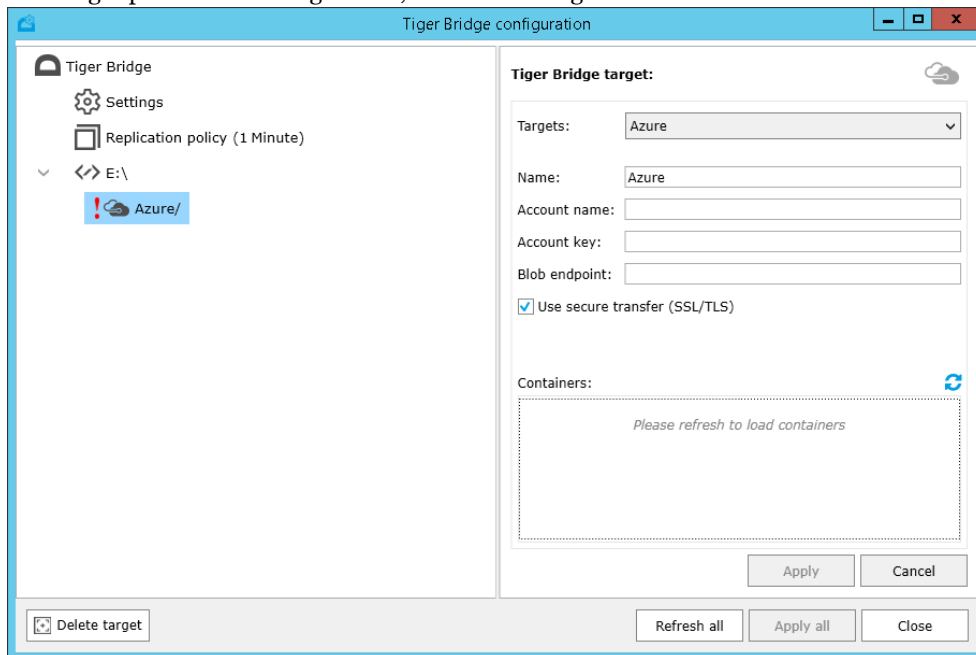 Tiger Bridge configuration
Tiger Bridge
Settings
Replication policy (1 Minute)
E:\
Azure/
Tiger Bridge target:
Targets: Azure
Name: Azure
Account name:
Account key:
Blob endpoint:
Use secure transfer (SSL/TLS)
Containers:
Please refresh to load containers
Apply Cancel
Delete target Refresh all Apply all Close